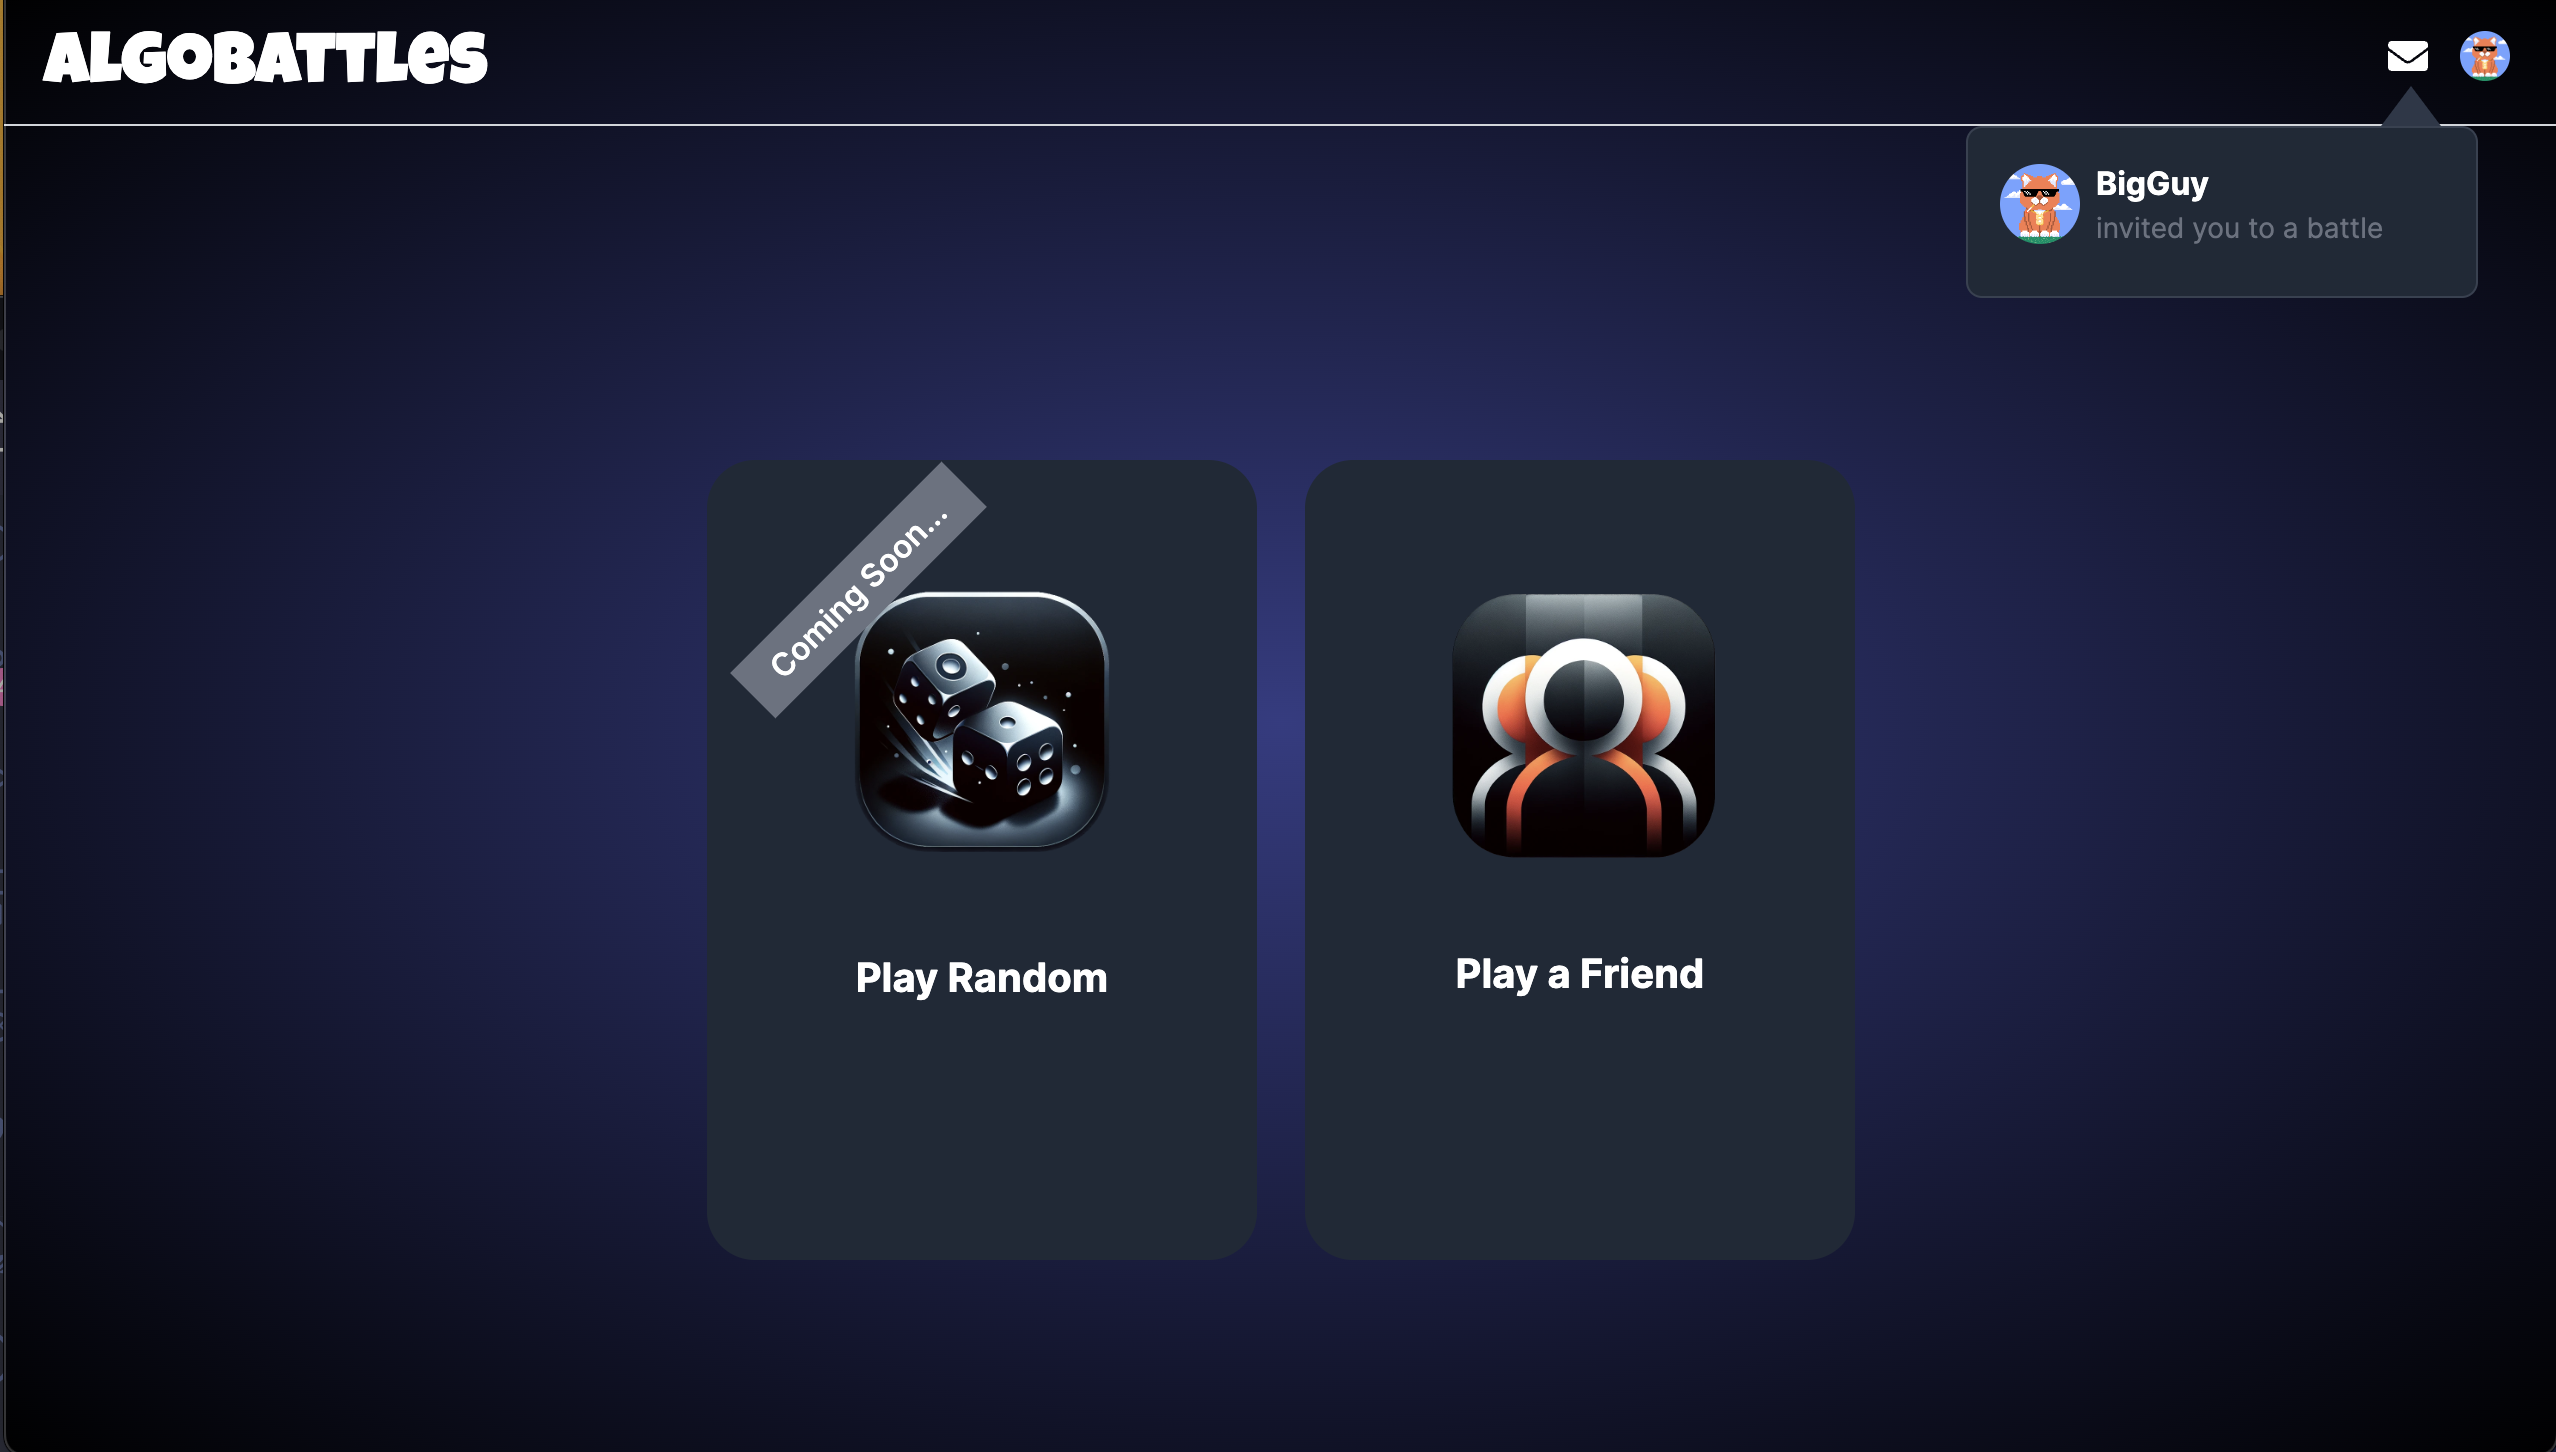 ALGOBATTLeS
BigGuy
invited you to a battle
Coming Soon...
Play Random
Play a Friend